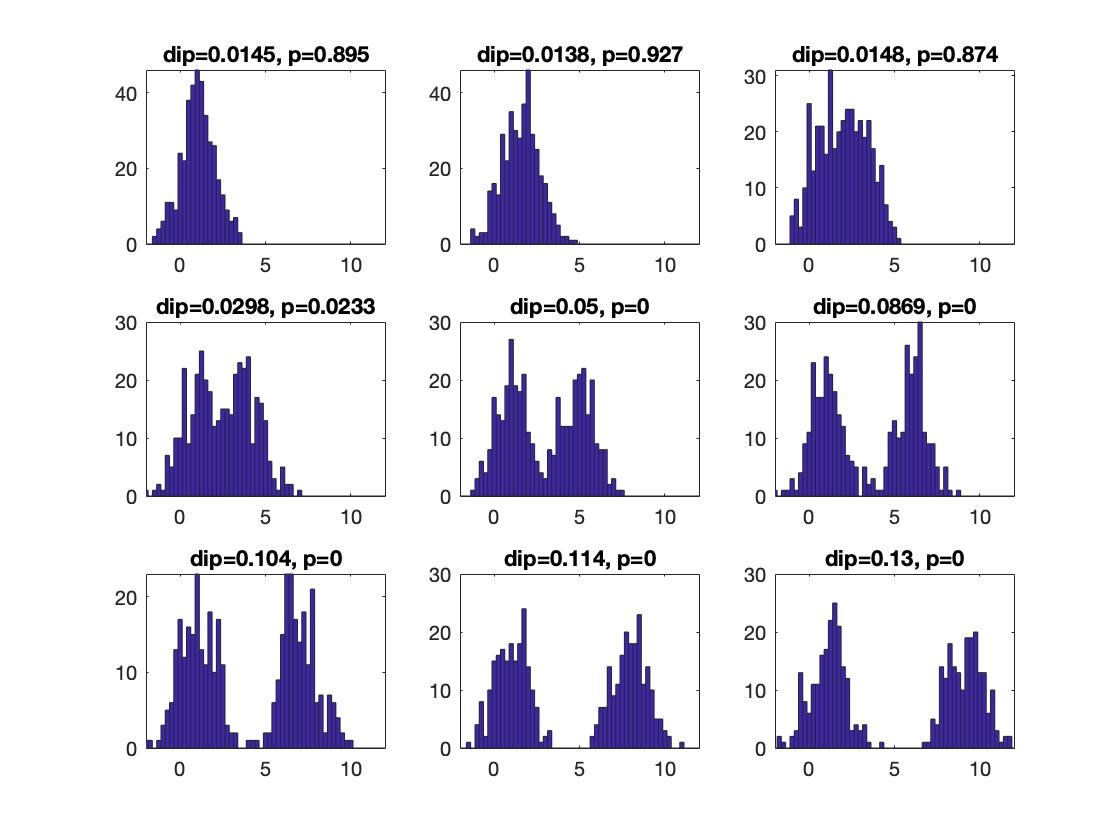 dip=0.0145, p=0.895
40
20
0
0 5 10
dip=0.0138, p=0.927
40
20
0
0 5 10
dip=0.0148, p=0.874
30
20
10
0
0 5 10
dip=0.0298, p=0.0233
30
20
10
0
0 5 10
dip=0.05, p=0
30
20
10
0
0 5 10
dip=0.0869, p=0
30
20
10
0
0 5 10
dip=0.104, p=0
20
10
0
0 5 10
dip=0.114, p=0
30
20
10
0
0 5 10
dip=0.13, p=0
30
20
10
0
0 5 10